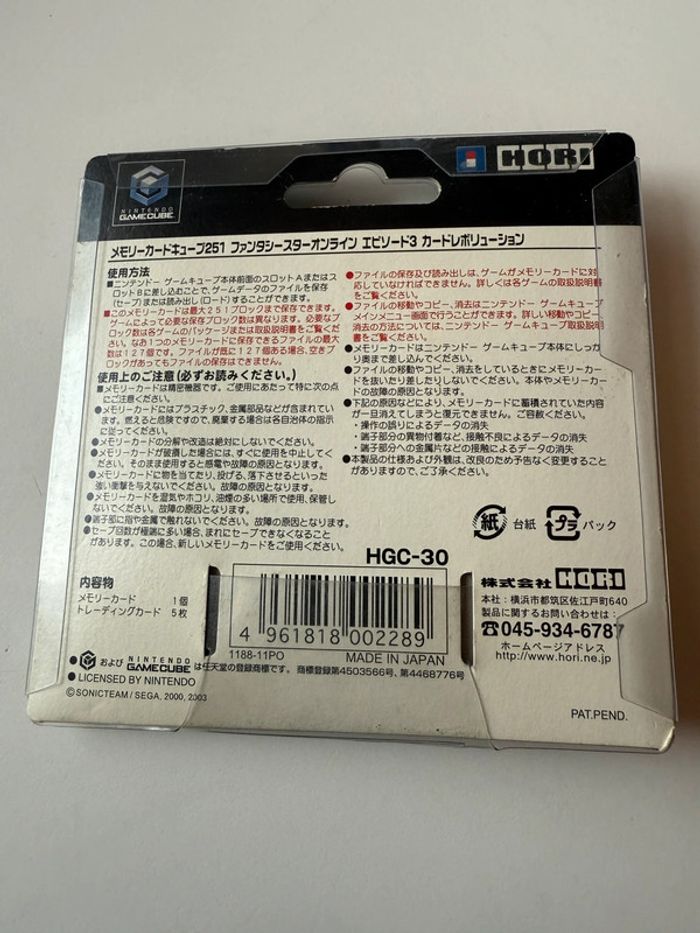 NINTENDO
GAMECUBE
HORI
メモリーカードキューブ251 ファンタシースターオンライン エピソード3 カードレボリューション
使用方法
■ニンテンドー ゲームキューブ本体前面のスロットAまたはス
ロットBに差し込むことで、ゲームデータのファイルを保存
(セーブ)または読み出し(ロード)することができます。
■このメモリーカードは最大251ブロックまで保存できます。
ゲームによって必要な保存ブロック数は異なります。必要なブ
ロック数は各ゲームのパッケージまたは取扱説明書をご覧くだ
さい。なお1つのメモリーカードに保存できるファイルの最大
数は127個です。ファイルが既に127個ある場合、空きブ
ロックがあってもファイルの保存はできません。
使用上のご注意(必ずお読みください。)
■メモリーカードは精密機器です。ご使用にあたって特に次の点
にご注意ください。
●メモリーカードにはプラスチック、金属部品などが含まれてい
ます。燃えると危険ですので、廃棄する場合は各自治体の指示
に従ってください。
●メモリーカードの分解や改造は絶対にしないでください。
●メモリーカードが破損した場合には、すぐに使用を中止してく
ださい。そのまま使用すると感電や故障の原因となります。
●メモリーカードに物を当てたり、投げる、落下させるといった
強い衝撃を与えないでください。故障の原因となります。
●メモリーカードを湿気やホコリ、油煙の多い場所で使用、保管し
ないでください。故障の原因となります。
●端子部に指や金属で触れないでください。故障の原因となります。
●セーブ回数が極端に多い場合、まれにセーブできなくなること
があります。この場合、新しいメモリーカードをご使用ください。
●ファイルの保存及び読み出しは、ゲームがメモリーカードに対
応していなければできません。詳しくは各ゲームの取扱説明書
をご覧ください。
●ファイルの移動やコピー、消去はニンテンドー ゲームキューブ
メインメニュー画面で行うことができます。詳しい移動やコピー、
消去の方法については、ニンテンドー ゲームキューブ取扱説明
書をご覧ください。
●メモリーカードはニンテンドー ゲームキューブ本体にしっか
り奥まで差し込んでください。
●ファイルの移動やコピー、消去をしているときにメモリーカー
ドを抜いたり差したりしないでください。本体やメモリーカー
ドの故障の原因となります。
●下記の原因などにより、メモリーカードに蓄積されていた内容
が一旦消えてしまうと復元できません。ご容赦ください。
・操作の誤りによるデータの消失
・端子部分の異物付着など、接触不良によるデータの消失
・端子部分への金属片などの接触によるデータの消失
●本製品の仕様および外観は、改良のため予告なく変更すること
がありますので、ご了承ください。
紙 台紙 プラ パック
HGC-30
内容物
メモリーカード 1個
トレーディングカード 5枚
4 961818 002289
1188-11PO MADE IN JAPAN
株式会社 HORI
本社：横浜市都筑区佐江戸町640
製品に関するお問い合わせは：
☎045-934-6787
ホームページアドレス
http://www.hori.ne.jp
● および NINTENDO GAMECUBE は任天堂の登録商標です。 商標登録第4503566号、第4468776号
● LICENSED BY NINTENDO
©SONICTEAM / SEGA, 2000, 2003
PAT.PEND.